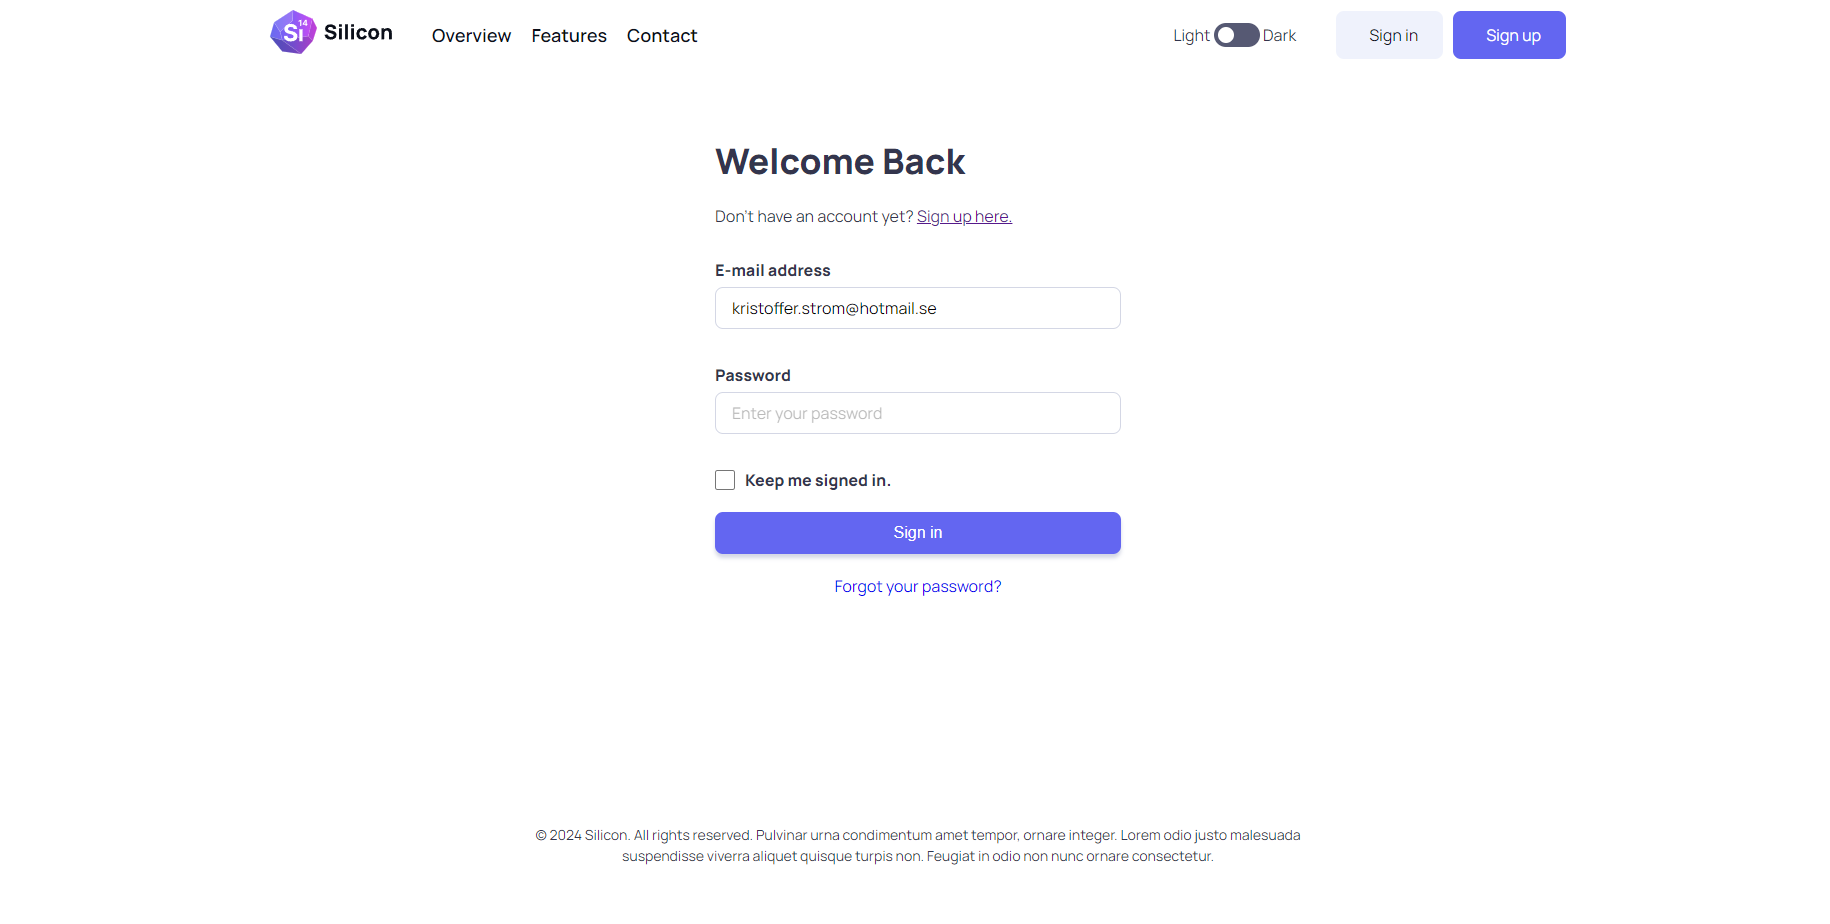 Si 14 Silicon Overview Features Contact Light Dark Sign in Sign up
Welcome Back
Don't have an account yet? Sign up here.
E-mail address
kristoffer.strom@hotmail.se
Password
Enter your password
Keep me signed in.
Sign in
Forgot your password?
© 2024 Silicon. All rights reserved. Pulvinar urna condimentum amet tempor, ornare integer. Lorem odio justo malesuada
suspendisse viverra aliquet quisque turpis non. Feugiat in odio non nunc ornare consectetur.